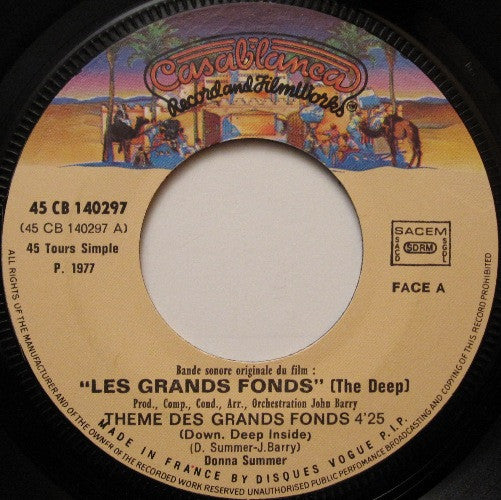 Casablanca
Record and FilmWorks
45 CB 140297
(45 CB 140297 A)
45 Tours Simple
P. 1977
SACEM
SACD
SDRM
SGDL
FACE A
Bande sonore originale du film :
"LES GRANDS FONDS" (The Deep)
Prod., Comp., Cond., Arr., Orchestration John Barry
THEME DES GRANDS FONDS 4'25
(Down. Deep Inside)
(D. Summer-J. Barry)
Donna Summer
MADE IN FRANCE BY DISQUES VOGUE P.I.P.
ALL RIGHTS OF THE MANUFACTURER AND OF THE OWNER OF THE RECORDED WORK RESERVED UNAUTHORISED PUBLIC PERFOMANCE BROADCASTING AND COPYING OF THIS RECORD PROHIBITED